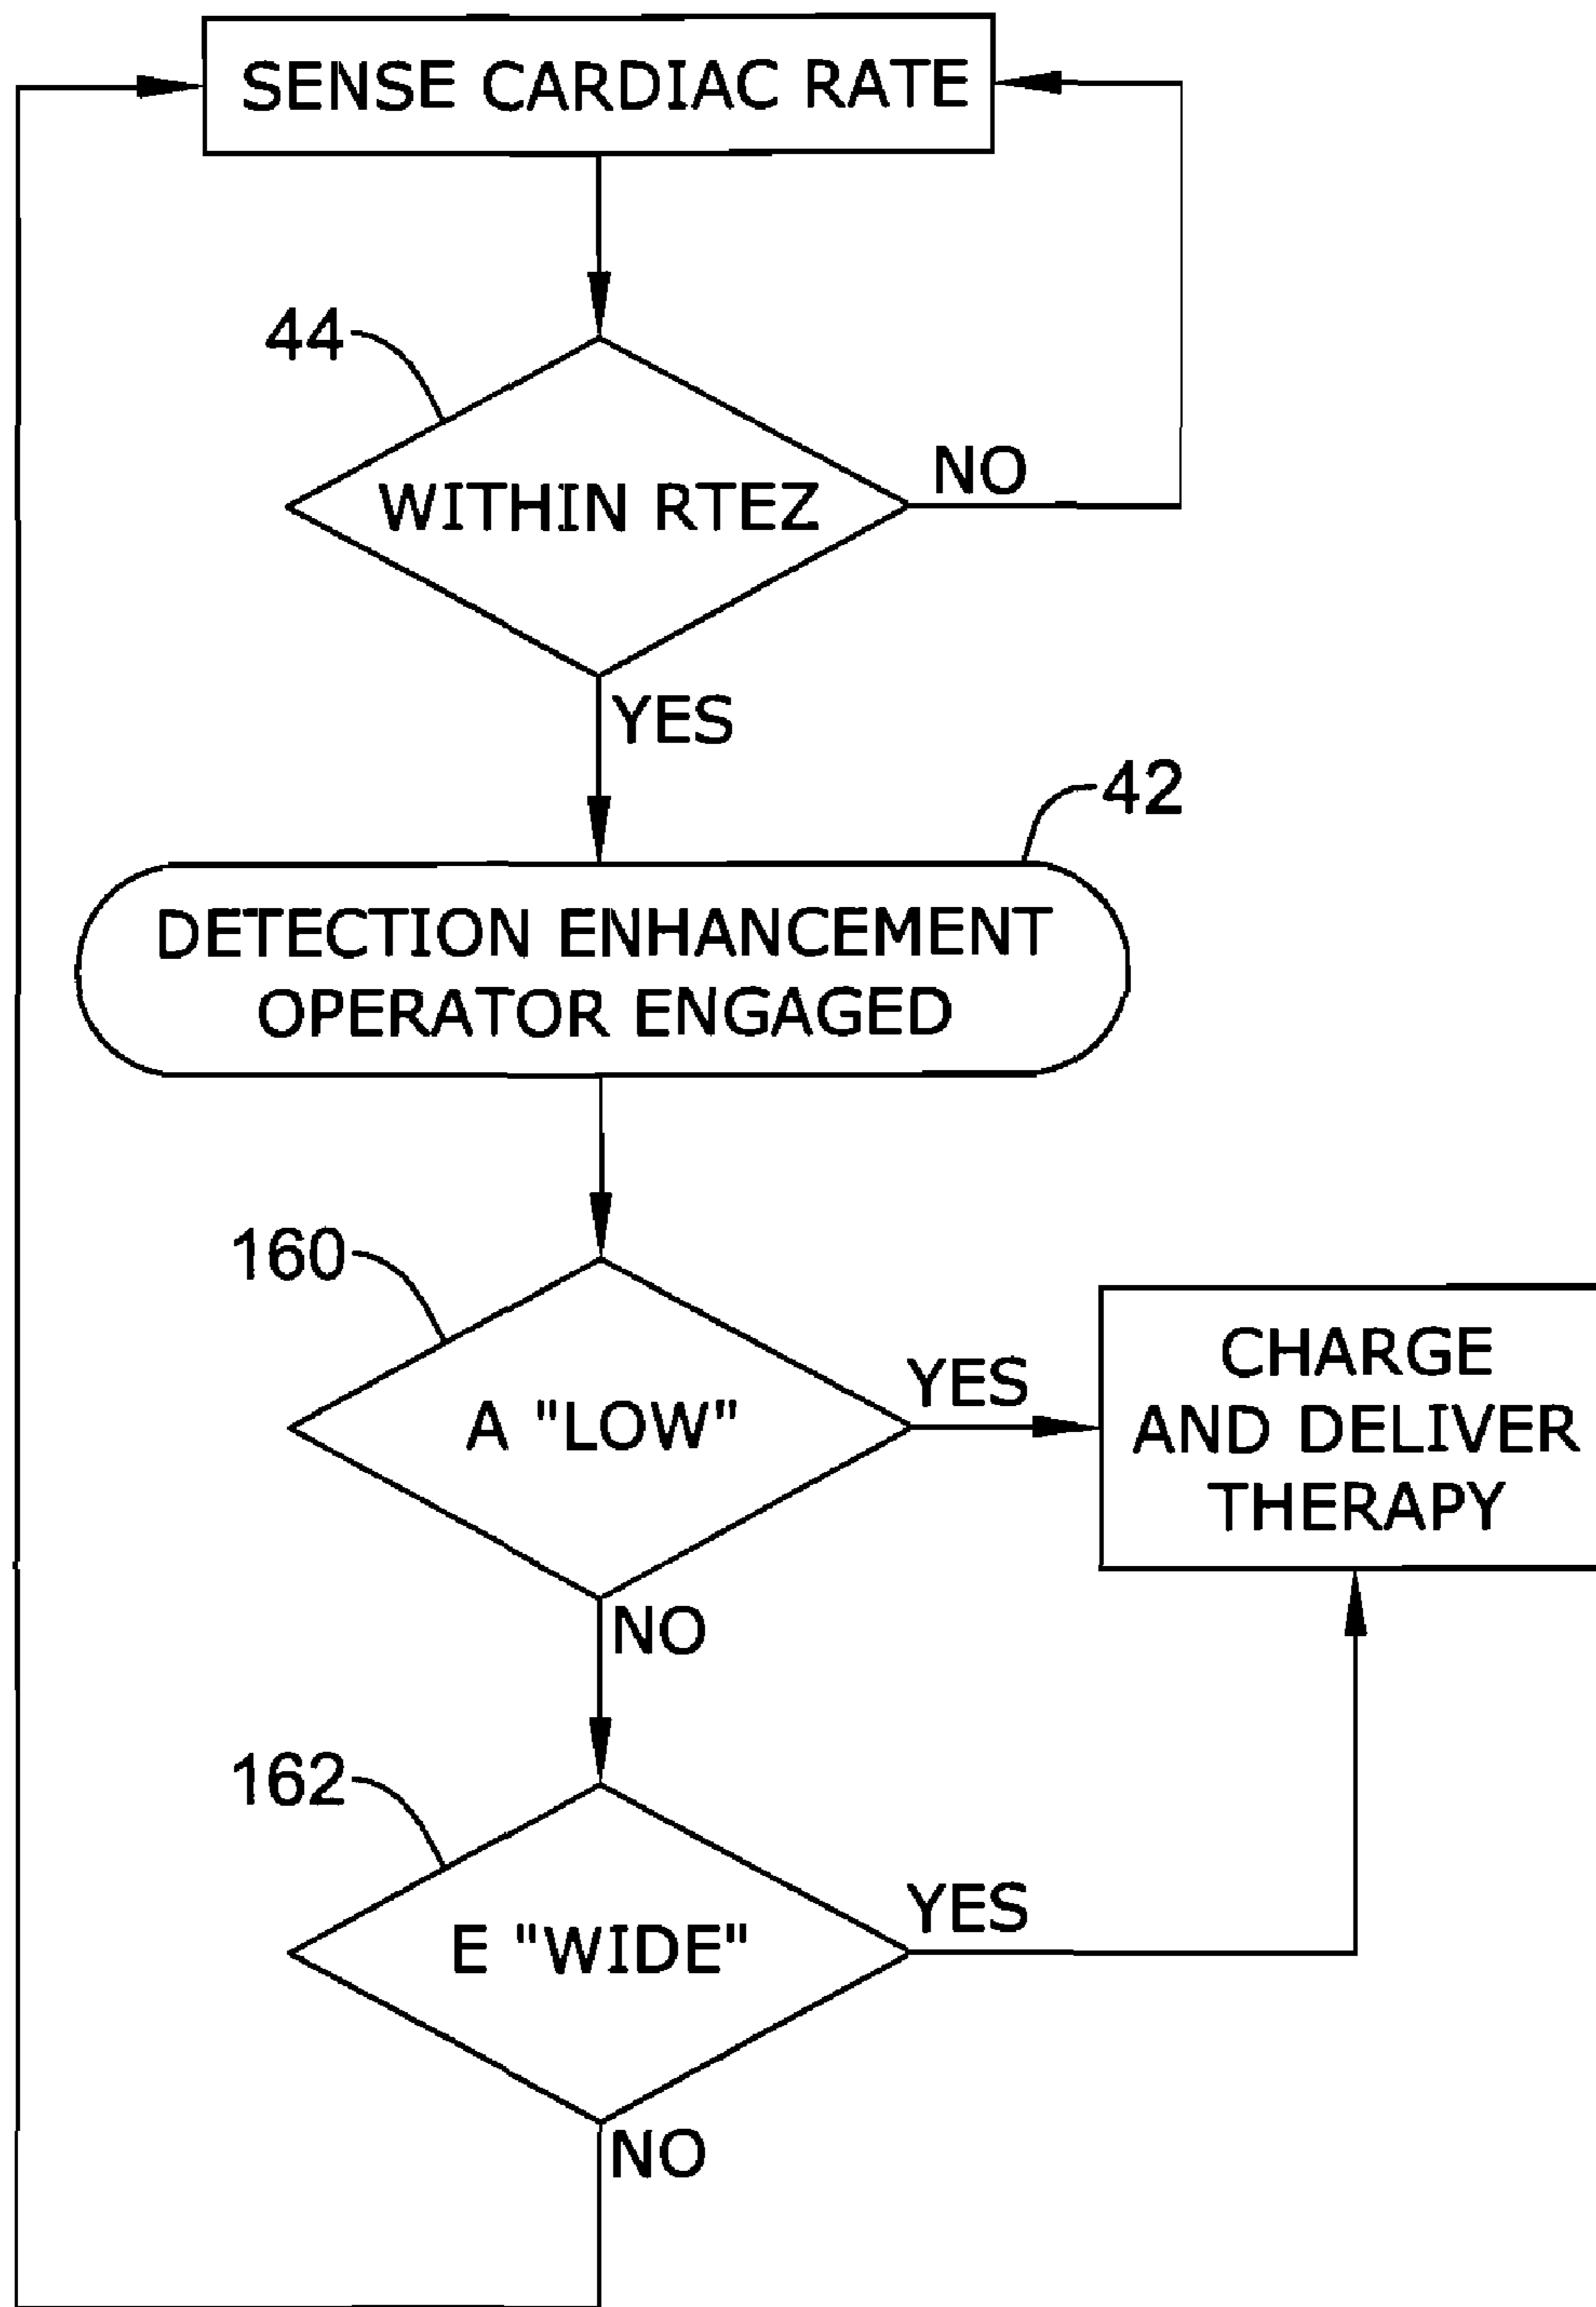 SENSE CARDIAC RATE
44
WITHIN RTEZ
NO
YES
42
DETECTION ENHANCEMENT
OPERATOR ENGAGED
160
A "LOW"
YES
CHARGE
AND DELIVER
THERAPY
NO
162
E "WIDE"
YES
NO